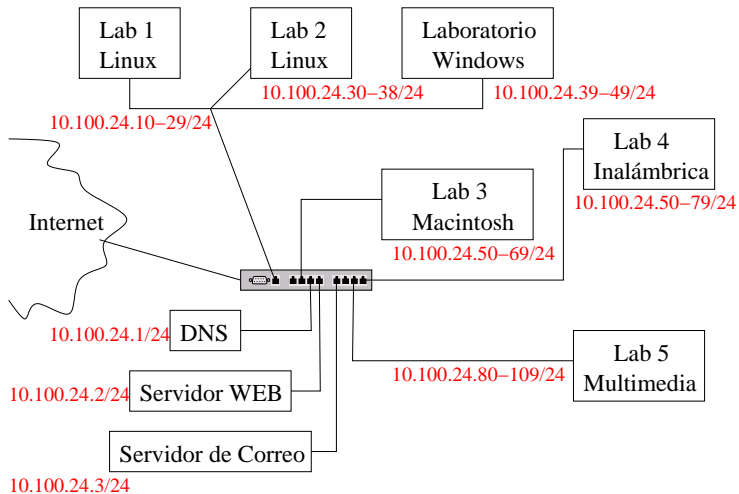 Lab 1
Linux
Lab 2
Linux
Laboratorio
Windows
10.100.24.10−29/24
10.100.24.30−38/24
10.100.24.39−49/24
Lab 4
Inalámbrica
10.100.24.50−79/24
Lab 3
Macintosh
10.100.24.50−69/24
Internet
10.100.24.1/24
DNS
10.100.24.2/24
Servidor WEB
Servidor de Correo
10.100.24.3/24
10.100.24.80−109/24
Lab 5
Multimedia